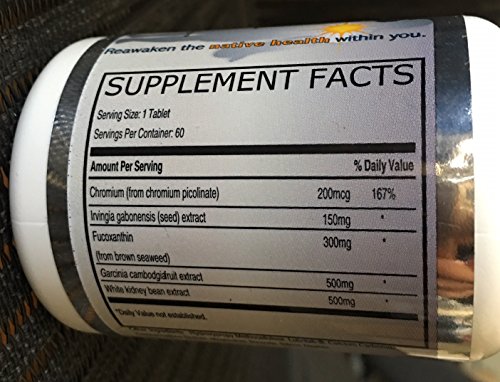 Reawaken the native health within you.
SUPPLEMENT FACTS
Serving Size: 1 Tablet
Servings Per Container: 60
Amount Per Serving % Daily Value
Chromium (from chromium picolinate) 200mcg 167%
Irvingia gabonensis (seed) extract 150mg *
Fucoxanthin 300mg *
(from brown seaweed)
Garcinia cambodgiafruit extract 500mg *
White kidney bean extract 500mg *
*Daily Value not established.